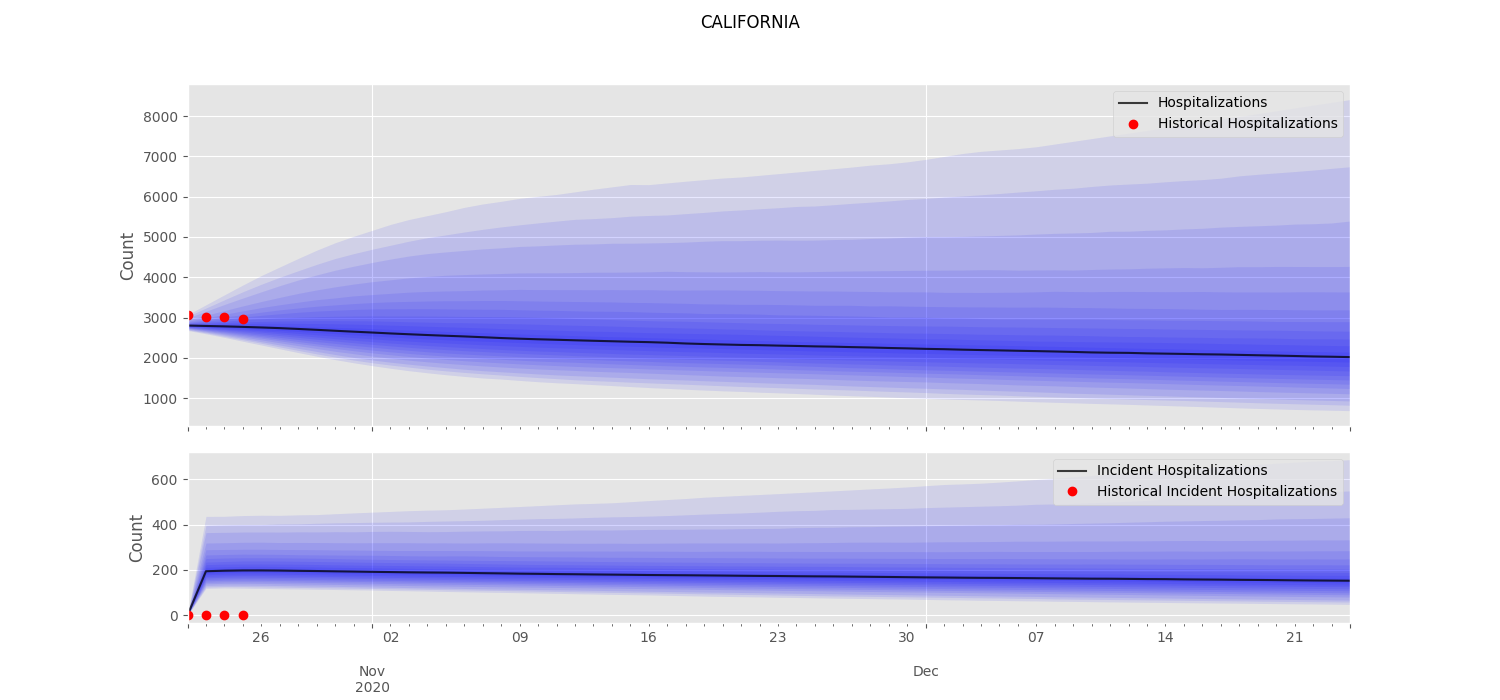 CALIFORNIA
Hospitalizations
Historical Hospitalizations
8000
7000
6000
5000
4000
3000
2000
1000
Count
Incident Hospitalizations
Historical Incident Hospitalizations
600
400
200
0
Count
26 02 09 16 23 30 07 14 21
Nov Dec
2020